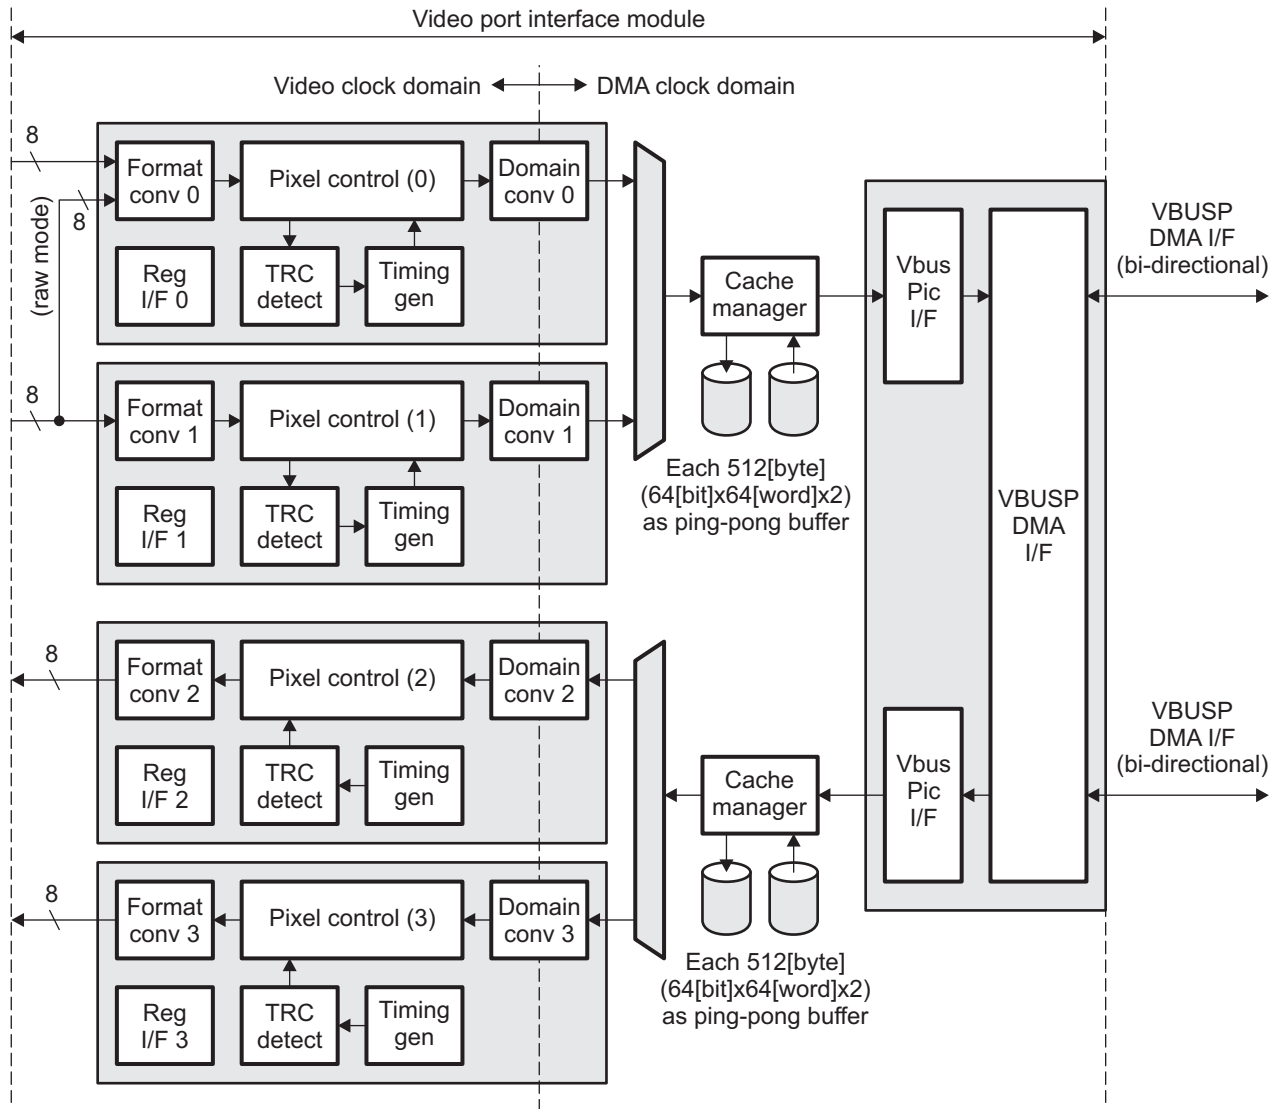 Video port interface module
Video clock domain
DMA clock domain
8
8
(raw mode)
Format
conv 0
Pixel control (0)
Domain
conv 0
Reg
I/F 0
TRC
detect
Timing
gen
8
Format
conv 1
Pixel control (1)
Domain
conv 1
Reg
I/F 1
TRC
detect
Timing
gen
Cache
manager
Each 512[byte]
(64[bit]x64[word]x2)
as ping-pong buffer
Vbus
Pic
I/F
VBUSP
DMA
I/F
VBUSP
DMA I/F
(bi-directional)
8
Format
conv 2
Pixel control (2)
Domain
conv 2
Reg
I/F 2
TRC
detect
Timing
gen
8
Format
conv 3
Pixel control (3)
Domain
conv 3
Reg
I/F 3
TRC
detect
Timing
gen
Cache
manager
Each 512[byte]
(64[bit]x64[word]x2)
as ping-pong buffer
Vbus
Pic
I/F
VBUSP
DMA I/F
(bi-directional)